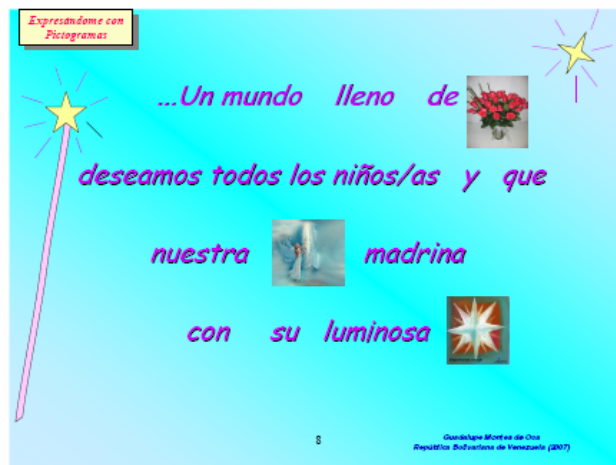 Expresándome con
Pictogramas
...Un mundo lleno de
deseamos todos los niños/as y que
nuestra madrina
con su luminosa
8
Guadalupe Montes de Oca
República Bolivariana de Venezuela (2007)